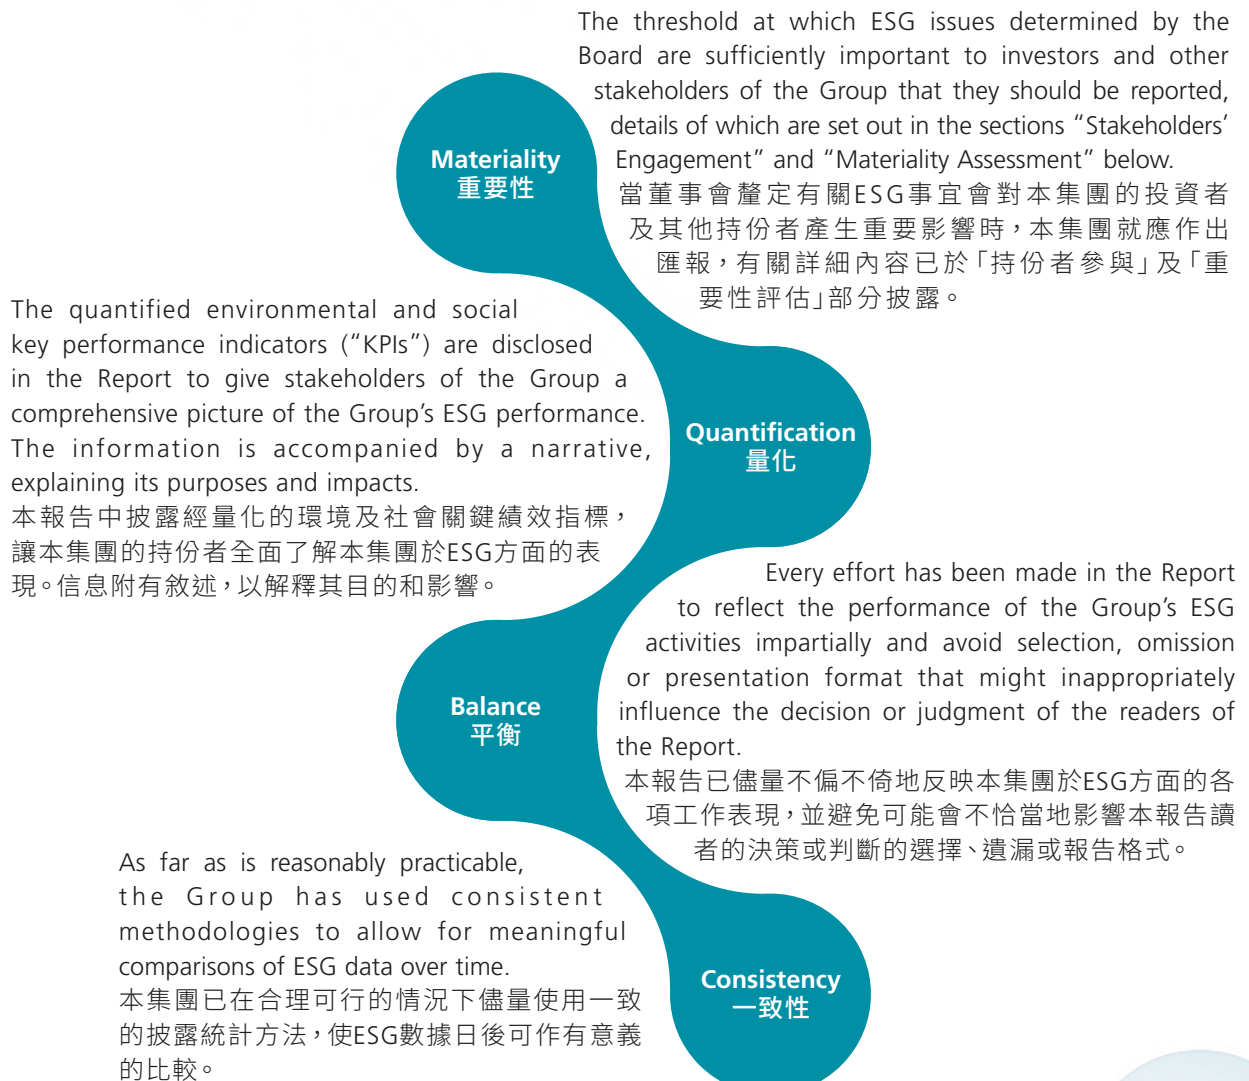 The threshold at which ESG issues determined by the
Board are sufficiently important to investors and other
stakeholders of the Group that they should be reported,
details of which are set out in the sections “Stakeholders’
Engagement” and “Materiality Assessment” below.
當董事會釐定有關ESG事宜會對本集團的投資者
及其他持份者產生重要影響時，本集團就應作出
匯報，有關詳細內容已於「持份者參與」及「重
要性評估」部分披露。
Materiality
重要性
The quantified environmental and social
key performance indicators (“KPIs”) are disclosed
in the Report to give stakeholders of the Group a
comprehensive picture of the Group’s ESG performance.
The information is accompanied by a narrative,
explaining its purposes and impacts.
本報告中披露經量化的環境及社會關鍵績效指標，
讓本集團的持份者全面了解本集團於ESG方面的表
現。信息附有敘述，以解釋其目的和影響。
Quantification
量化
Every effort has been made in the Report
to reflect the performance of the Group’s ESG
activities impartially and avoid selection, omission
or presentation format that might inappropriately
influence the decision or judgment of the readers of
the Report.
本報告已儘量不偏不倚地反映本集團於ESG方面的各
項工作表現，並避免可能會不恰當地影響本報告讀
者的決策或判斷的選擇、遺漏或報告格式。
Balance
平衡
As far as is reasonably practicable,
the Group has used consistent
methodologies to allow for meaningful
comparisons of ESG data over time.
本集團已在合理可行的情況下儘量使用一致
的披露統計方法，使ESG數據日後可作有意義
的比較。
Consistency
一致性